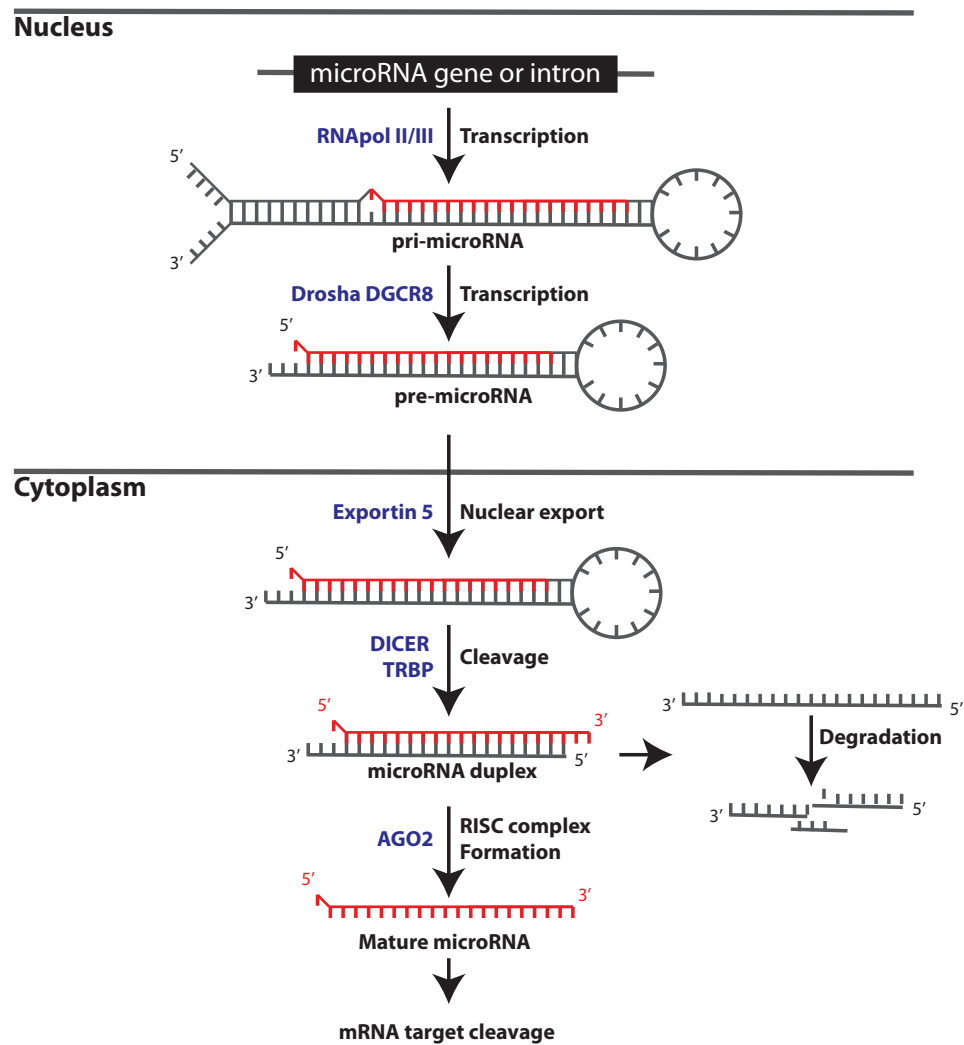 Nucleus
microRNA gene or intron
RNApol II/III Transcription
5′
3′
pri-microRNA
Drosha DGCR8 Transcription
5′
3′
pre-microRNA
Cytoplasm
Exportin 5 Nuclear export
5′
3′
DICER
TRBP
Cleavage
5′
3′
3′
5′
microRNA duplex
3′
5′
Degradation
3′
5′
AGO2
RISC complex
Formation
5′
3′
Mature microRNA
mRNA target cleavage